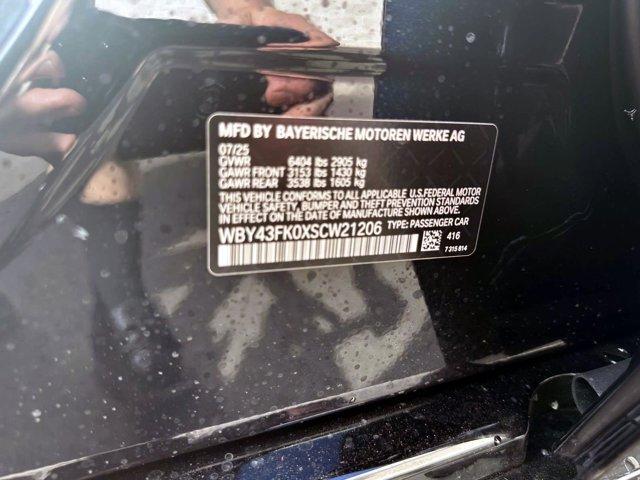 MFD BY BAYERISCHE MOTOREN WERKE AG
07/25
GVWR 6404 lbs 2905 kg
GAWR FRONT 3153 lbs 1430 kg
GAWR REAR 3538 lbs 1605 kg
THIS VEHICLE CONFORMS TO ALL APPLICABLE U.S.FEDERAL MOTOR
VEHICLE SAFETY, BUMPER AND THEFT PREVENTION STANDARDS
IN EFFECT ON THE DATE OF MANUFACTURE SHOWN ABOVE.
WBY43FK0XSCW21206 TYPE: PASSENGER CAR
416
7 315 814